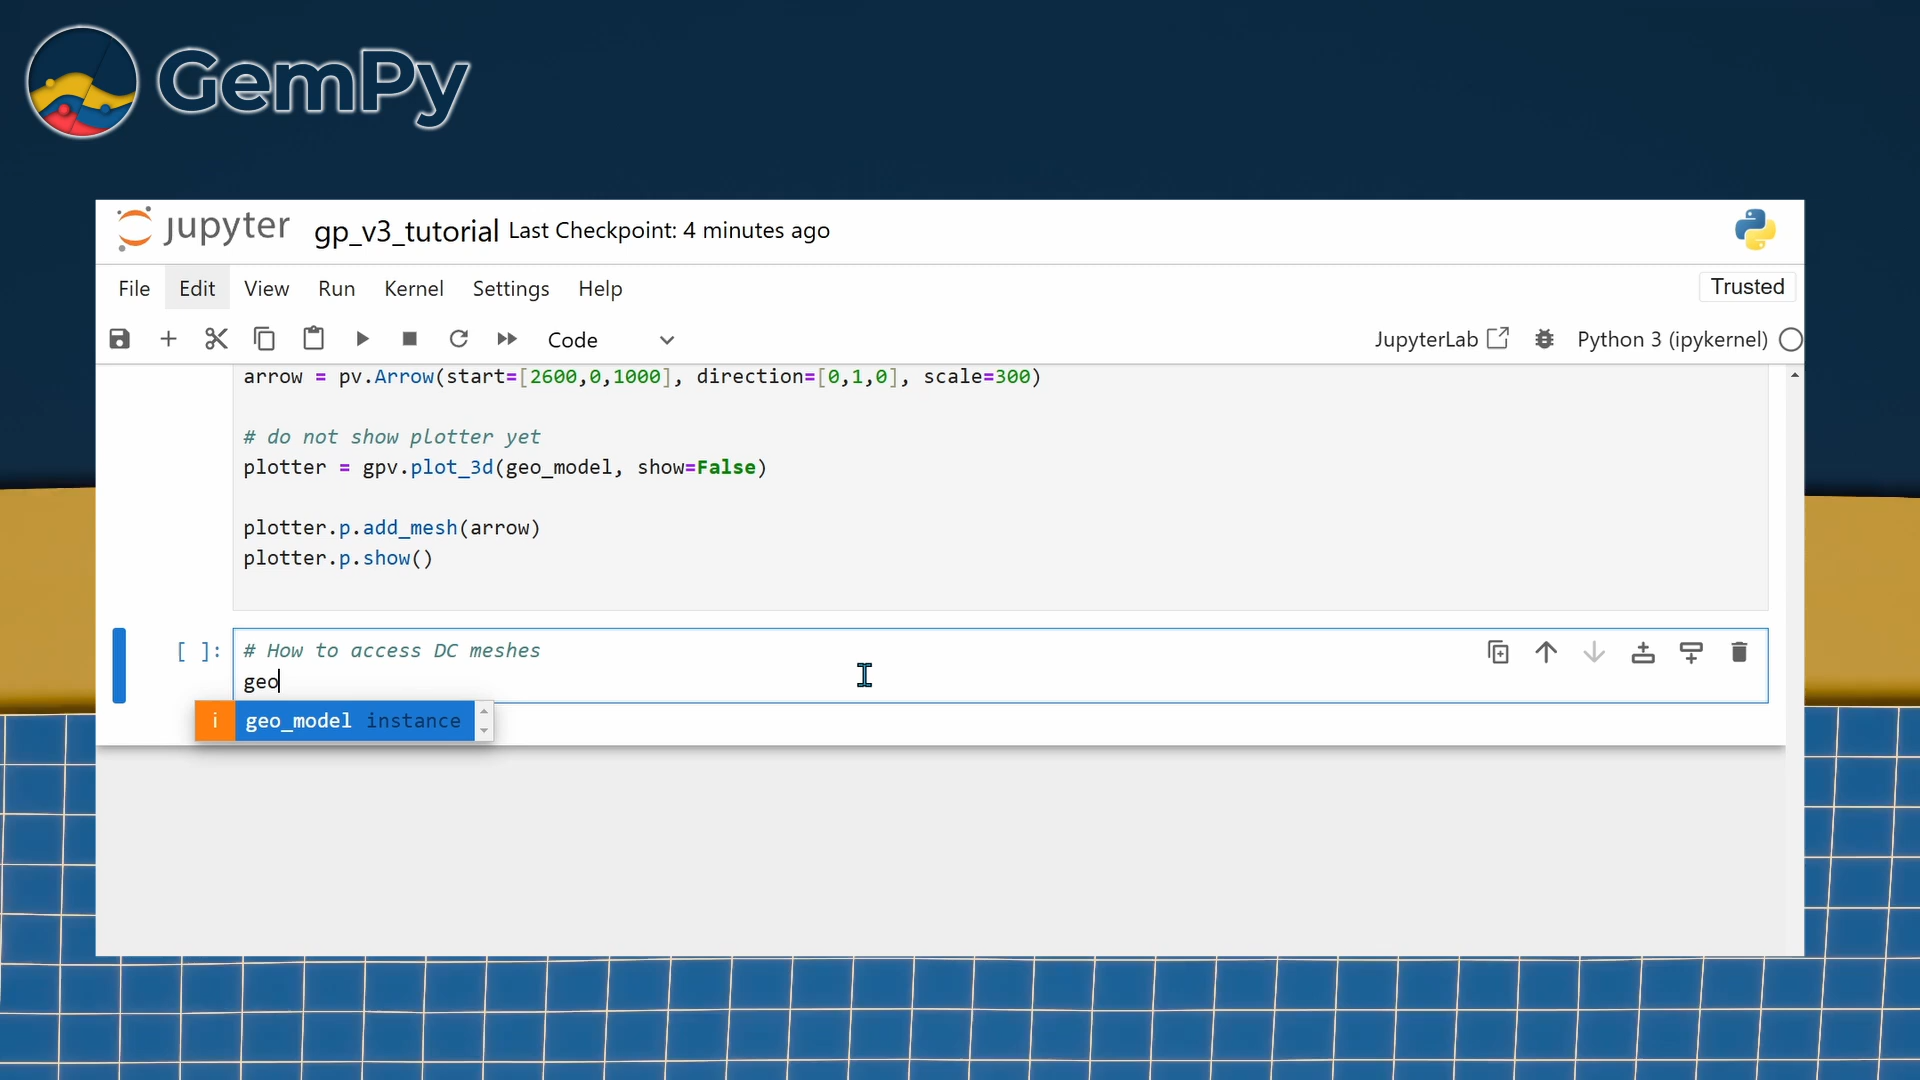 GemPy
jupyter gp_v3_tutorial Last Checkpoint: 4 minutes ago
File Edit View Run Kernel Settings Help Trusted
Code JupyterLab Python 3 (ipykernel)
arrow = pv.Arrow(start=[2600,0,1000], direction=[0,1,0], scale=300)
# do not show plotter yet
plotter = gpv.plot_3d(geo_model, show=False)
plotter.p.add_mesh(arrow)
plotter.p.show()
[ ]: # How to access DC meshes
geo
i geo_model instance